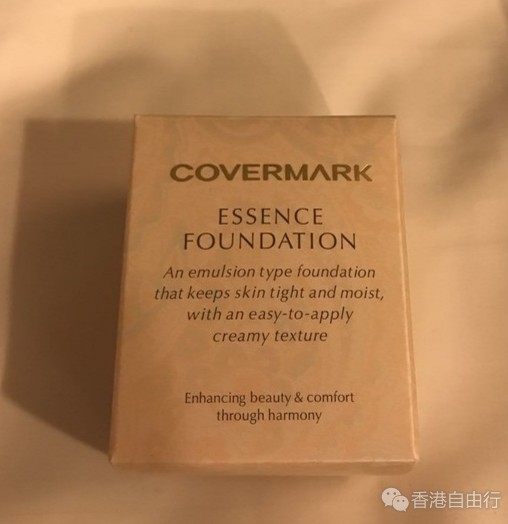 COVERMARK
ESSENCE
FOUNDATION
An emulsion type foundation
that keeps skin tight and moist,
with an easy-to-apply
creamy texture
Enhancing beauty & comfort
through harmony
香港自由行